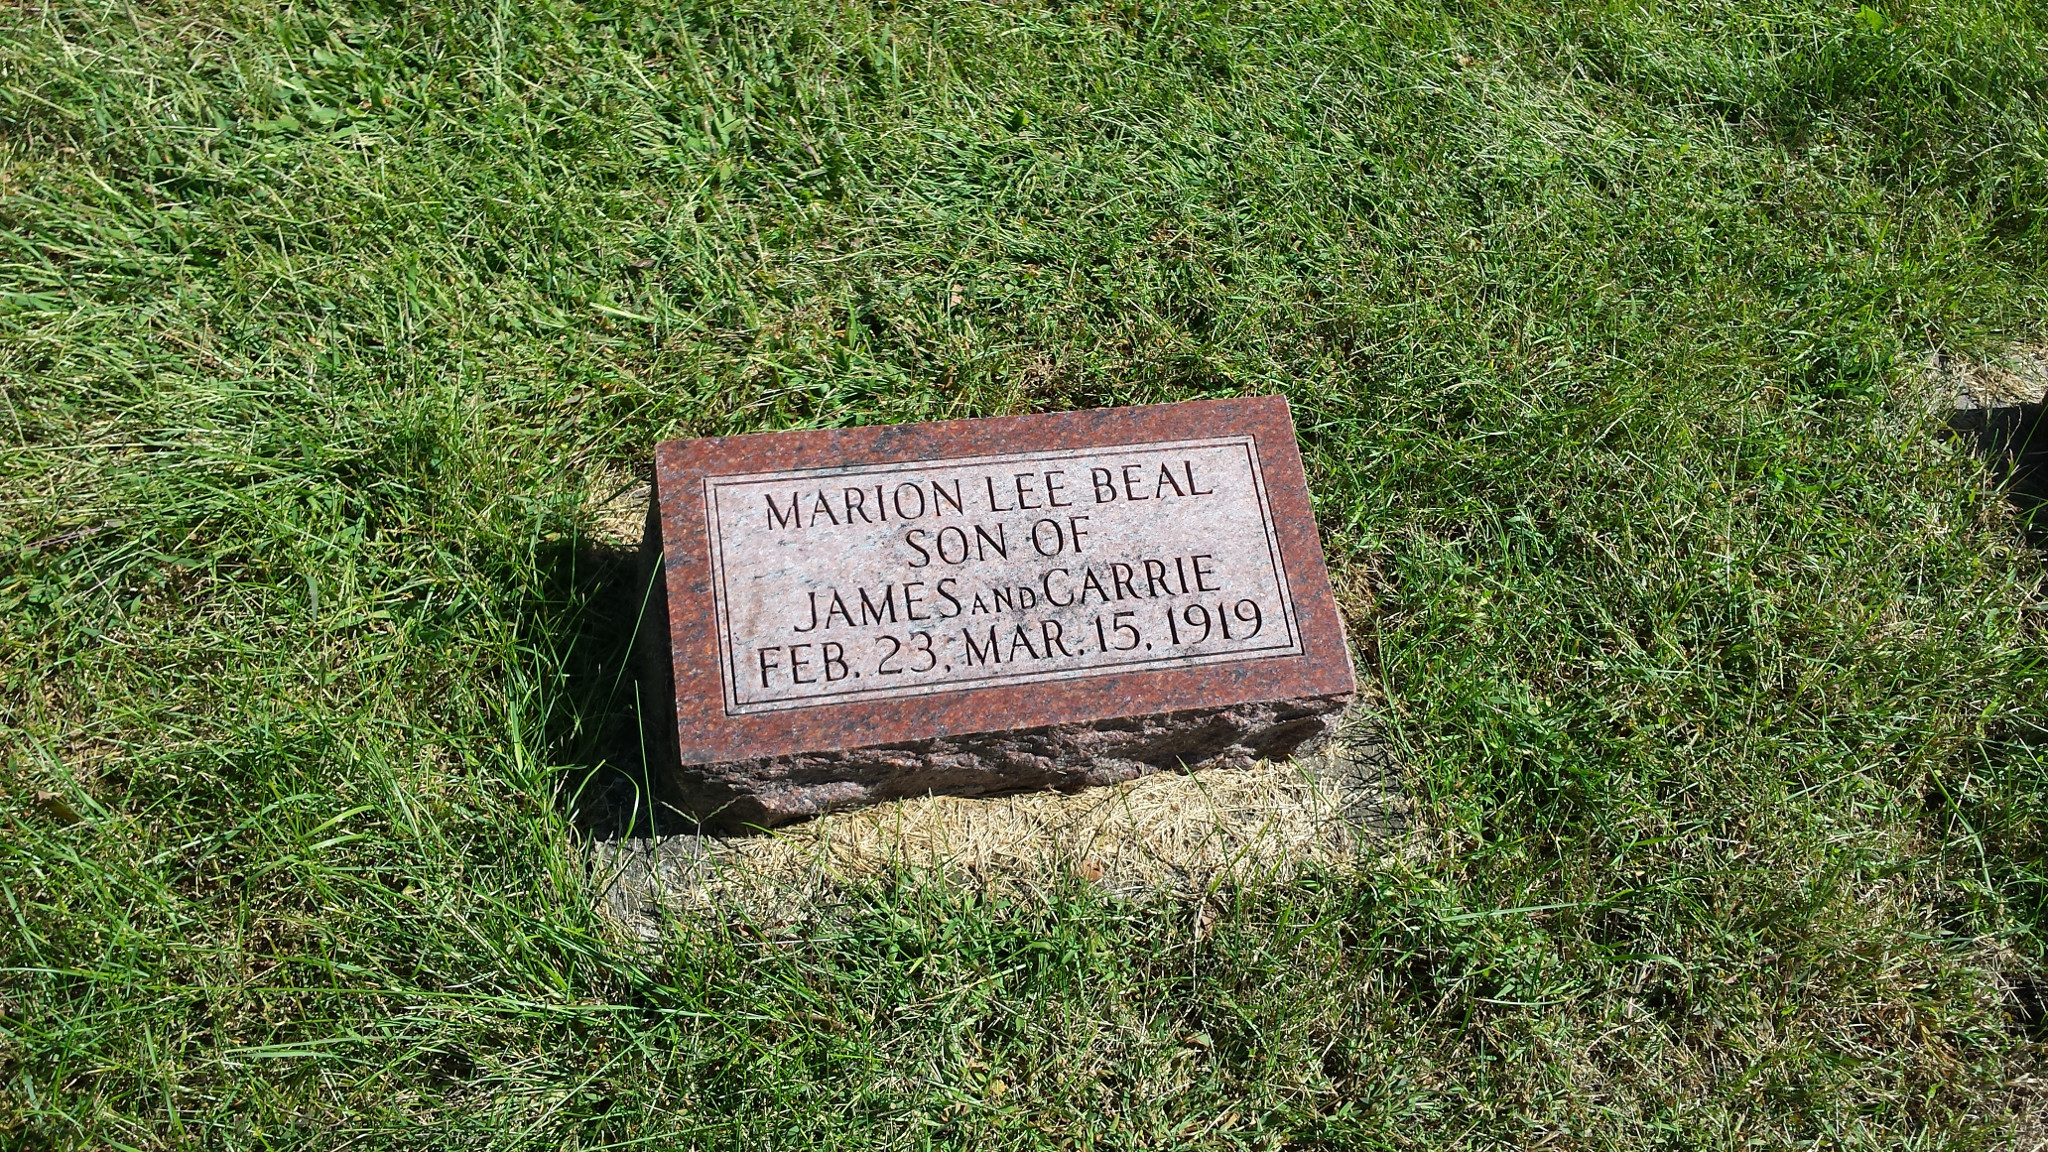 MARION LEE BEAL
SON OF
JAMES AND CARRIE
FEB. 23, MAR. 15, 1919